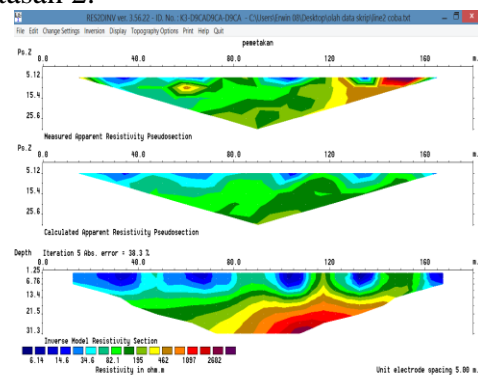 RES2DINV ver. 3.56.22 - ID. No. : K3-D9CAD9CA-D9CA - C:\Users\Erwin 08\Desktop\olah data skripsi\line2 coba.txt
File Edit Change Settings Inversion Display Topography Options Print Help Quit
pemetakan
Ps.Z
0.0 40.0 80.0 120 160 m.
5.12
15.4
25.6
Measured Apparent Resistivity Pseudosection
Ps.Z
0.0 40.0 80.0 120 160 m.
5.12
15.4
25.6
Calculated Apparent Resistivity Pseudosection
Depth Iteration 5 Abs. error = 38.3 %
0.0 40.0 80.0 120 160 m.
1.25
6.76
13.4
21.5
31.3
Inverse Model Resistivity Section
6.14 14.6 34.6 82.1 195 462 1097 2602
Resistivity in ohm.m
Unit electrode spacing 5.00 m.